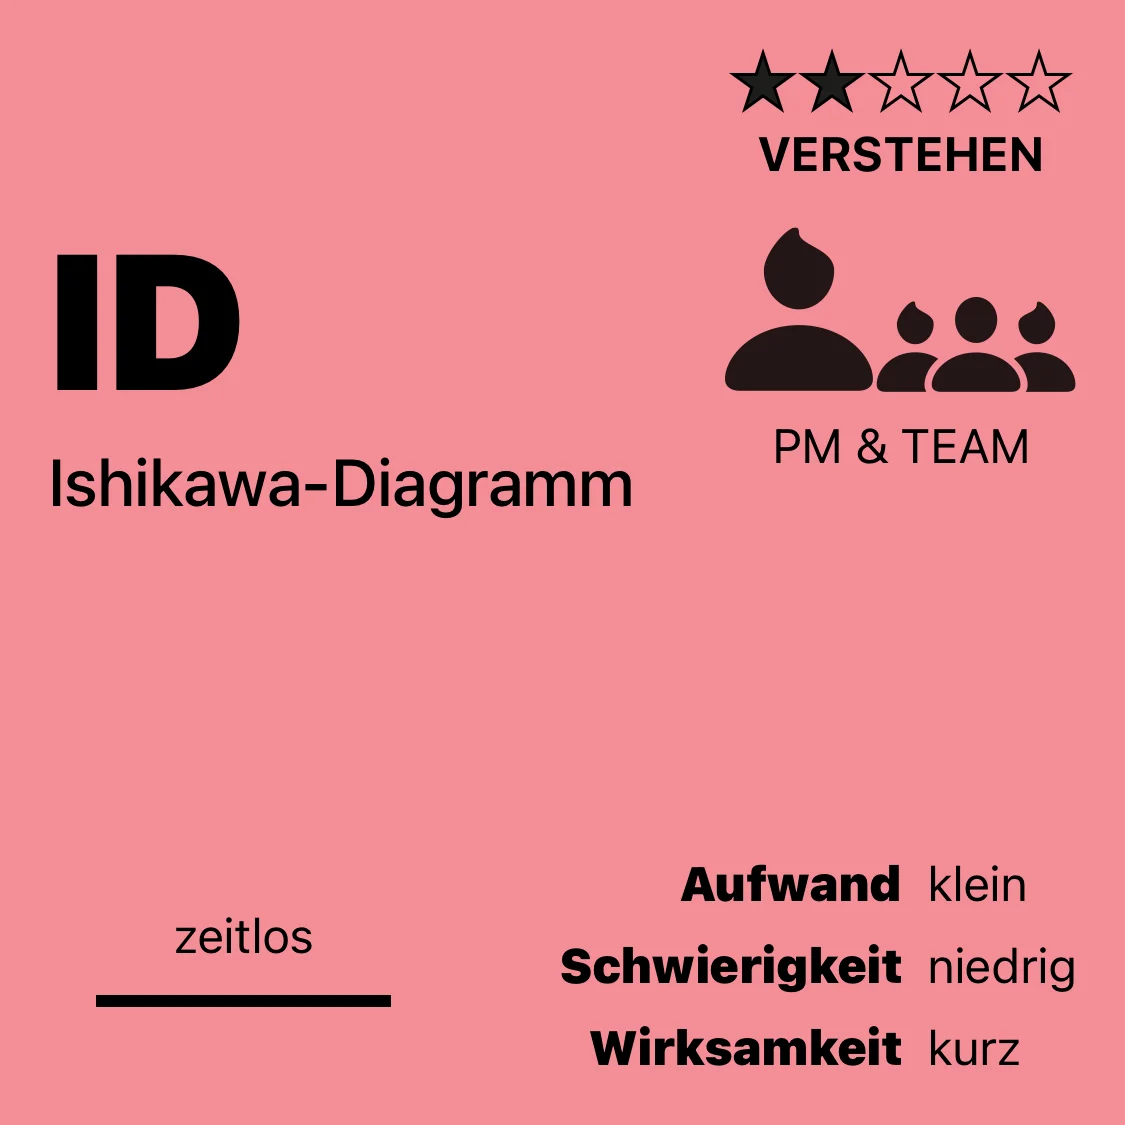 ★★☆☆☆
VERSTEHEN
ID
Ishikawa-Diagramm
PM & TEAM
zeitlos
Aufwand klein
Schwierigkeit niedrig
Wirksamkeit kurz